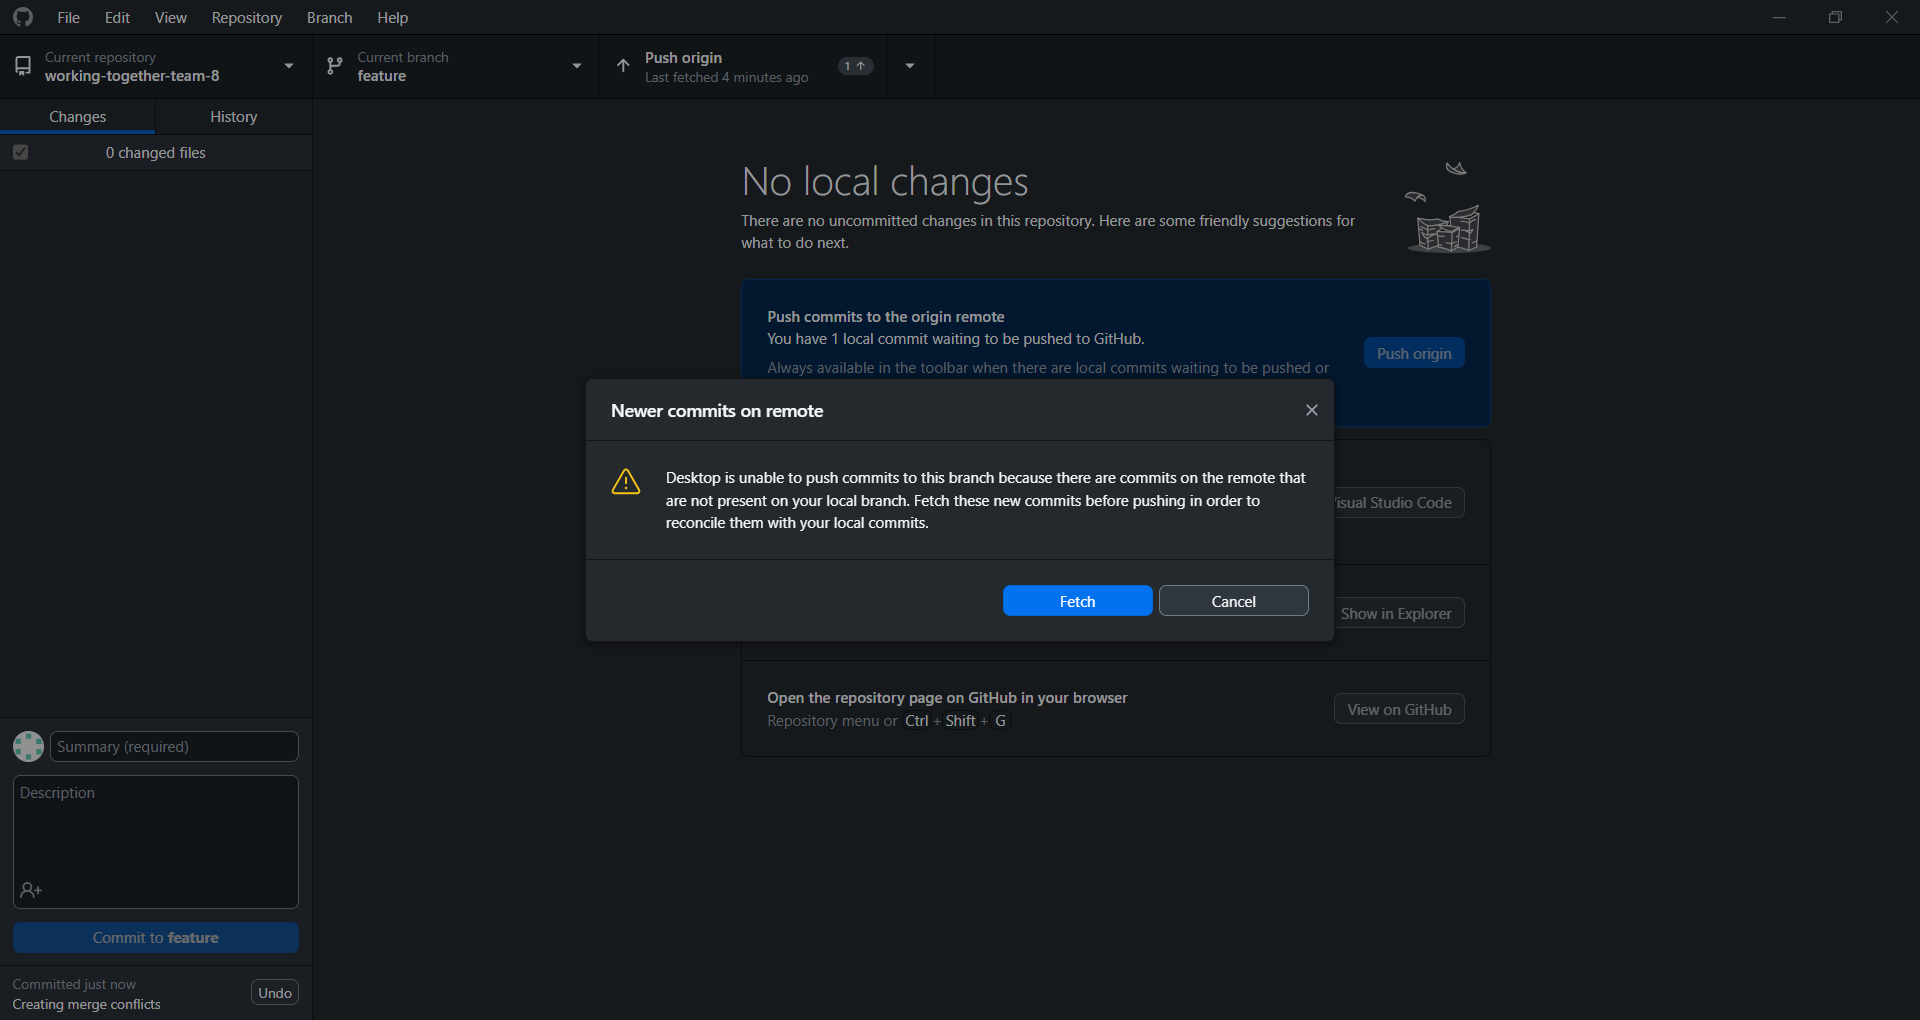 File Edit View Repository Branch Help
Current repository
working-together-team-8
Current branch
feature
Push origin
Last fetched 4 minutes ago
1
Changes History
0 changed files
No local changes
There are no uncommitted changes in this repository. Here are some friendly suggestions for
what to do next.
Push commits to the origin remote
You have 1 local commit waiting to be pushed to GitHub.
Always available in the toolbar when there are local commits waiting to be pushed or
Push origin
Newer commits on remote
Desktop is unable to push commits to this branch because there are commits on the remote that
are not present on your local branch. Fetch these new commits before pushing in order to
reconcile them with your local commits.
Fetch Cancel
isual Studio Code
Show in Explorer
Open the repository page on GitHub in your browser
Repository menu or Ctrl + Shift + G
View on GitHub
Summary (required)
Description
Commit to feature
Committed just now
Creating merge conflicts
Undo